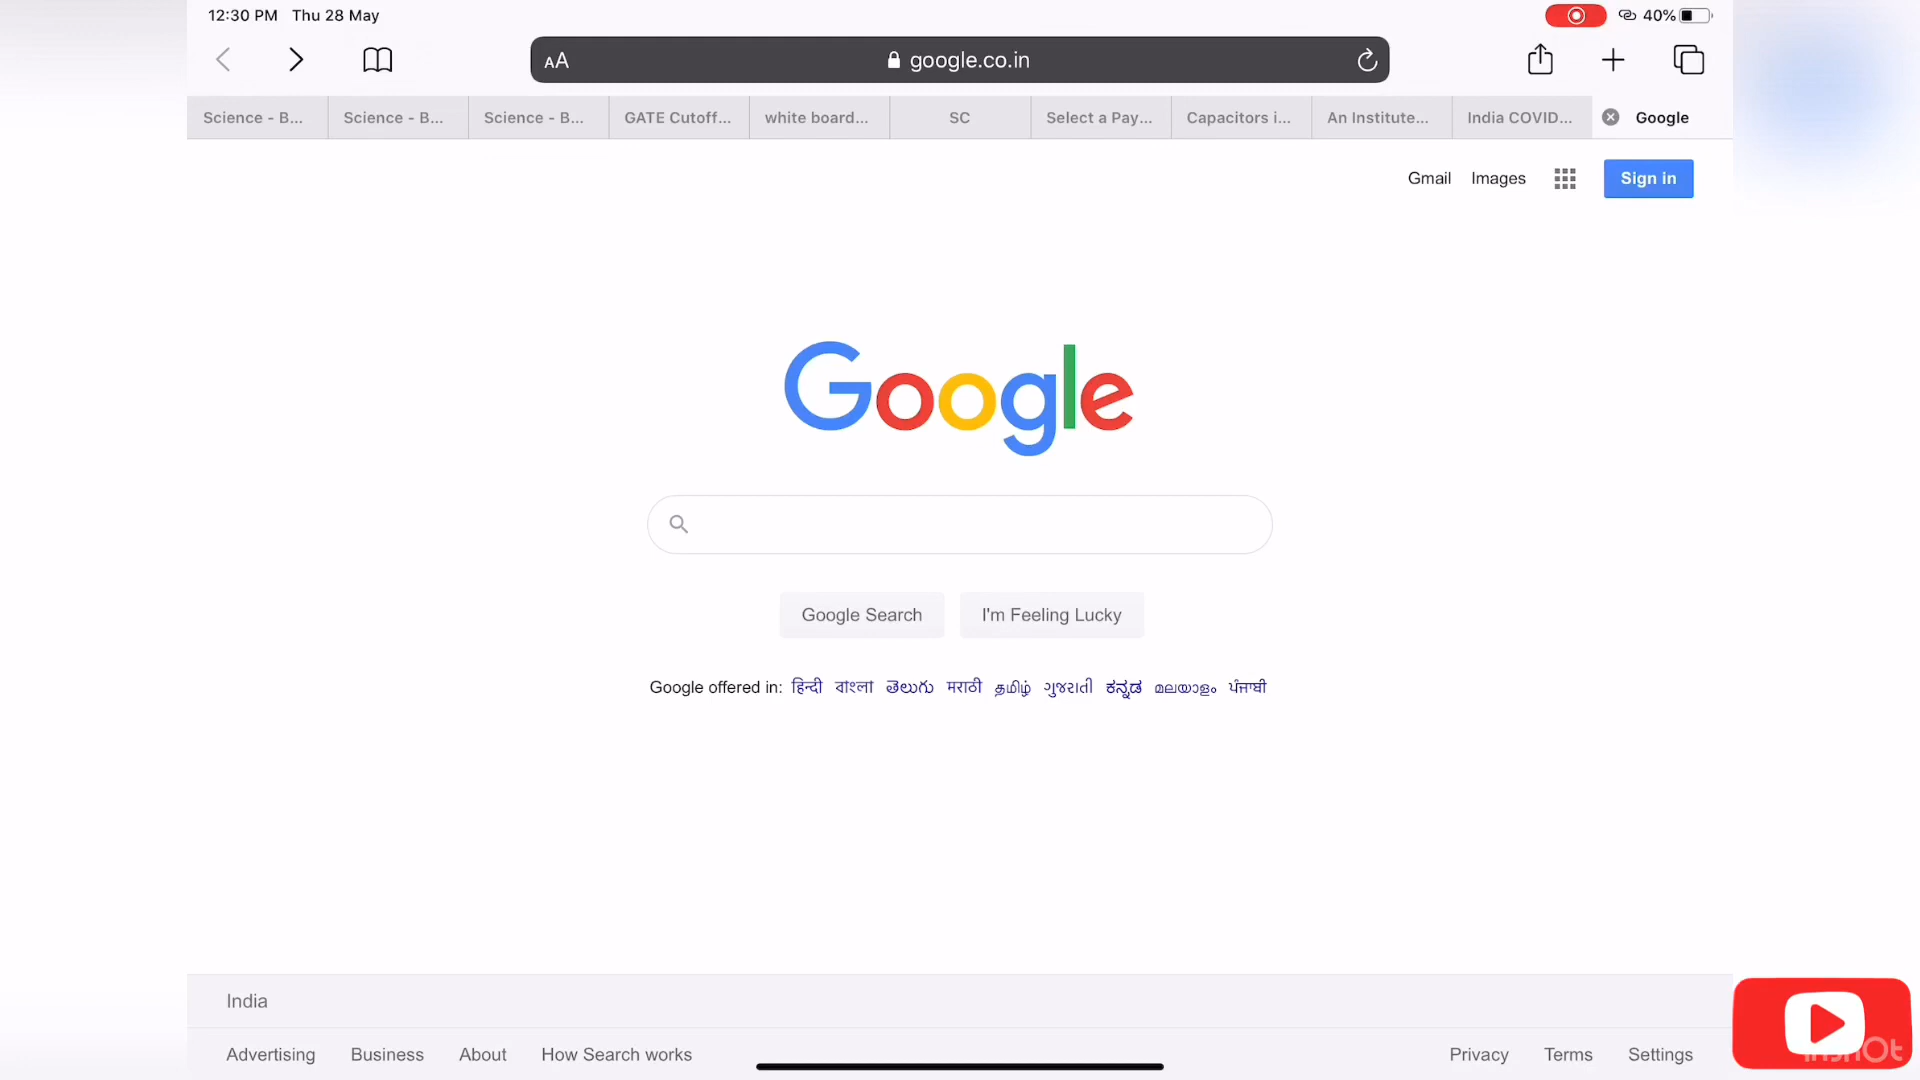 12:30 PM Thu 28 May
40%
AA google.co.in
Science - B... Science - B... Science - B... GATE Cutoff... white board... SC Select a Pay... Capacitors i... An Institute... India COVID... Google
Gmail Images Sign in
Google
Google Search I'm Feeling Lucky
Google offered in: हिन्दी বাংলা తెలుగు मराठी தமிழ் ગુજરાતી ಕನ್ನಡ മലയാളം ਪੰਜਾਬੀ
India
Advertising Business About How Search works Privacy Terms Settings
InShOt